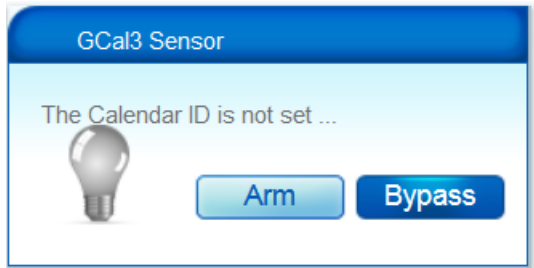 GCal3 Sensor
The Calendar ID is not set ...
Arm Bypass